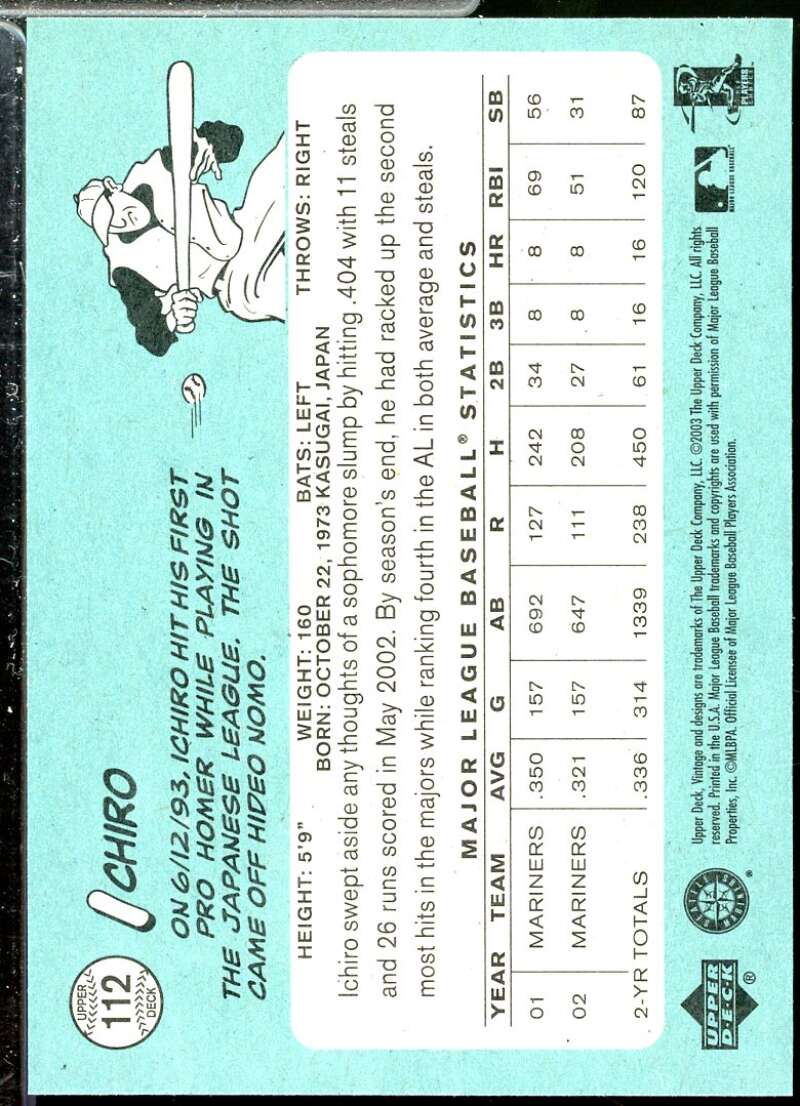 UPPER
112
DECK
ICHIRO
ON 6/12/93, ICHIRO HIT HIS FIRST
PRO HOMER WHILE PLAYING IN
THE JAPANESE LEAGUE. THE SHOT
CAME OFF HIDEO NOMO.
HEIGHT: 5'9" WEIGHT: 160 BATS: LEFT THROWS: RIGHT
BORN: OCTOBER 22, 1973 KASUGAI, JAPAN
Ichiro swept aside any thoughts of a sophomore slump by hitting .404 with 11 steals
and 26 runs scored in May 2002. By season's end, he had racked up the second
most hits in the majors while ranking fourth in the AL in both average and steals.
MAJOR LEAGUE BASEBALL® STATISTICS
YEAR TEAM AVG G AB R H 2B 3B HR RBI SB
01 MARINERS .350 157 692 127 242 34 8 8 69 56
02 MARINERS .321 157 647 111 208 27 8 8 51 31
2-YR TOTALS .336 314 1339 238 450 61 16 16 120 87
UPPER
D·E·C·K
®
®
Upper Deck, Vintage and designs are trademarks of The Upper Deck Company, LLC. ©2003 The Upper Deck Company, LLC. All rights
reserved. Printed in the U.S.A. Major League Baseball trademarks and copyrights are used with permission of Major League Baseball
Properties, Inc. ©MLBPA. Official Licensee of Major League Baseball Players Association.
MAJOR LEAGUE BASEBALL
PLAYERS